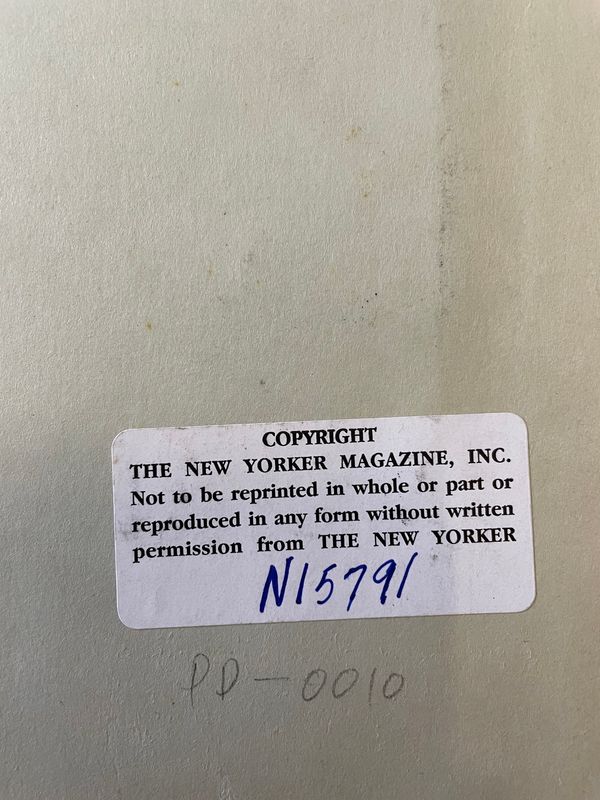 COPYRIGHT
THE NEW YORKER MAGAZINE, INC.
Not to be reprinted in whole or part or
reproduced in any form without written
permission from THE NEW YORKER
N15791
PD-0010